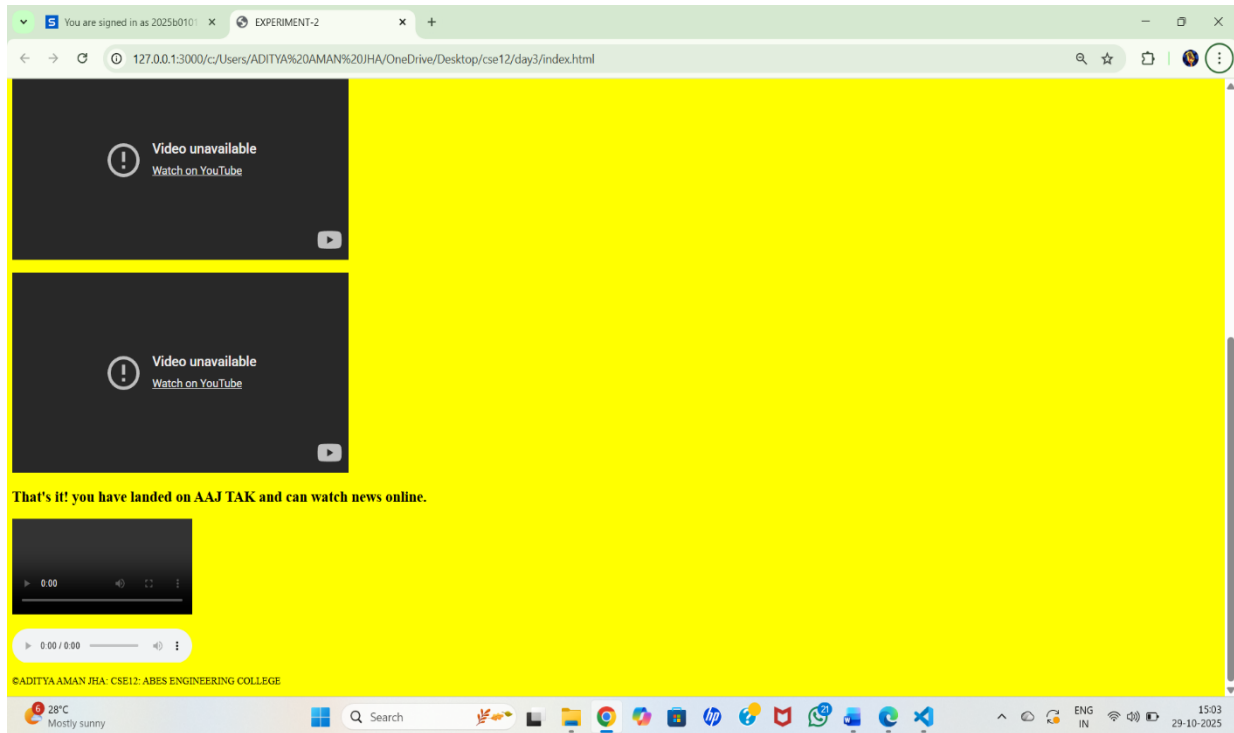 You are signed in as 2025b0101
EXPERIMENT-2
127.0.0.1:3000/c:/Users/ADITYA%20AMAN%20JHA/OneDrive/Desktop/cse12/day3/index.html
Video unavailable
Watch on YouTube
Video unavailable
Watch on YouTube
That's it! you have landed on AAJ TAK and can watch news online.
0:00
0:00 / 0:00
©ADITYA AMAN JHA: CSE12: ABES ENGINEERING COLLEGE
6
28°C
Mostly sunny
Search
21
ENG
IN
15:03
29-10-2025